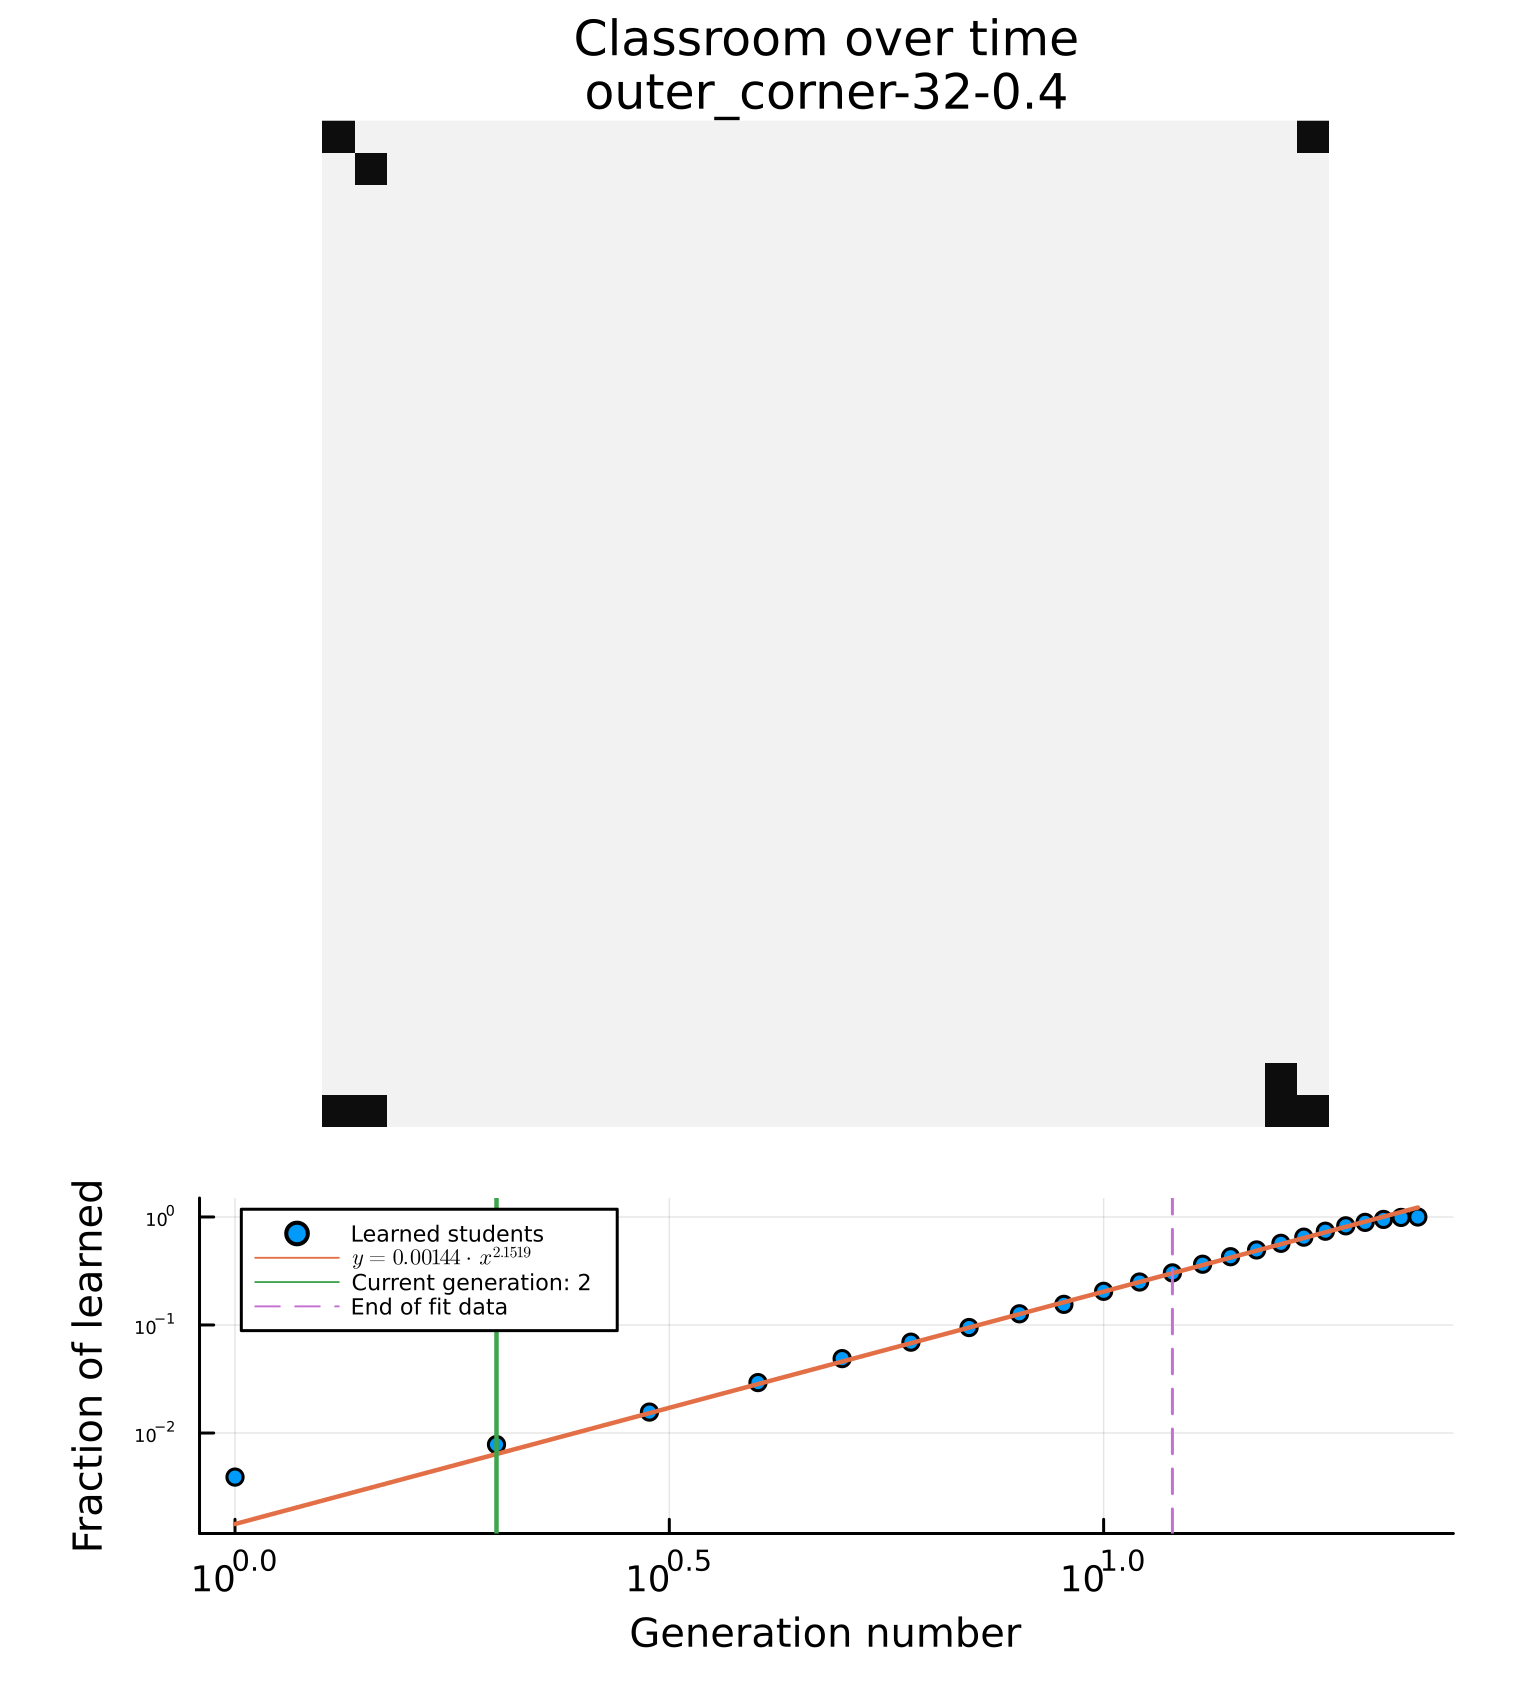 Classroom over time
outer_corner-32-0.4
Fraction of learned
10^0
10^−1
10^−2
Learned students
y = 0.00144 · x^2.1519
Current generation: 2
End of fit data
10^0.0 10^0.5 10^1.0
Generation number